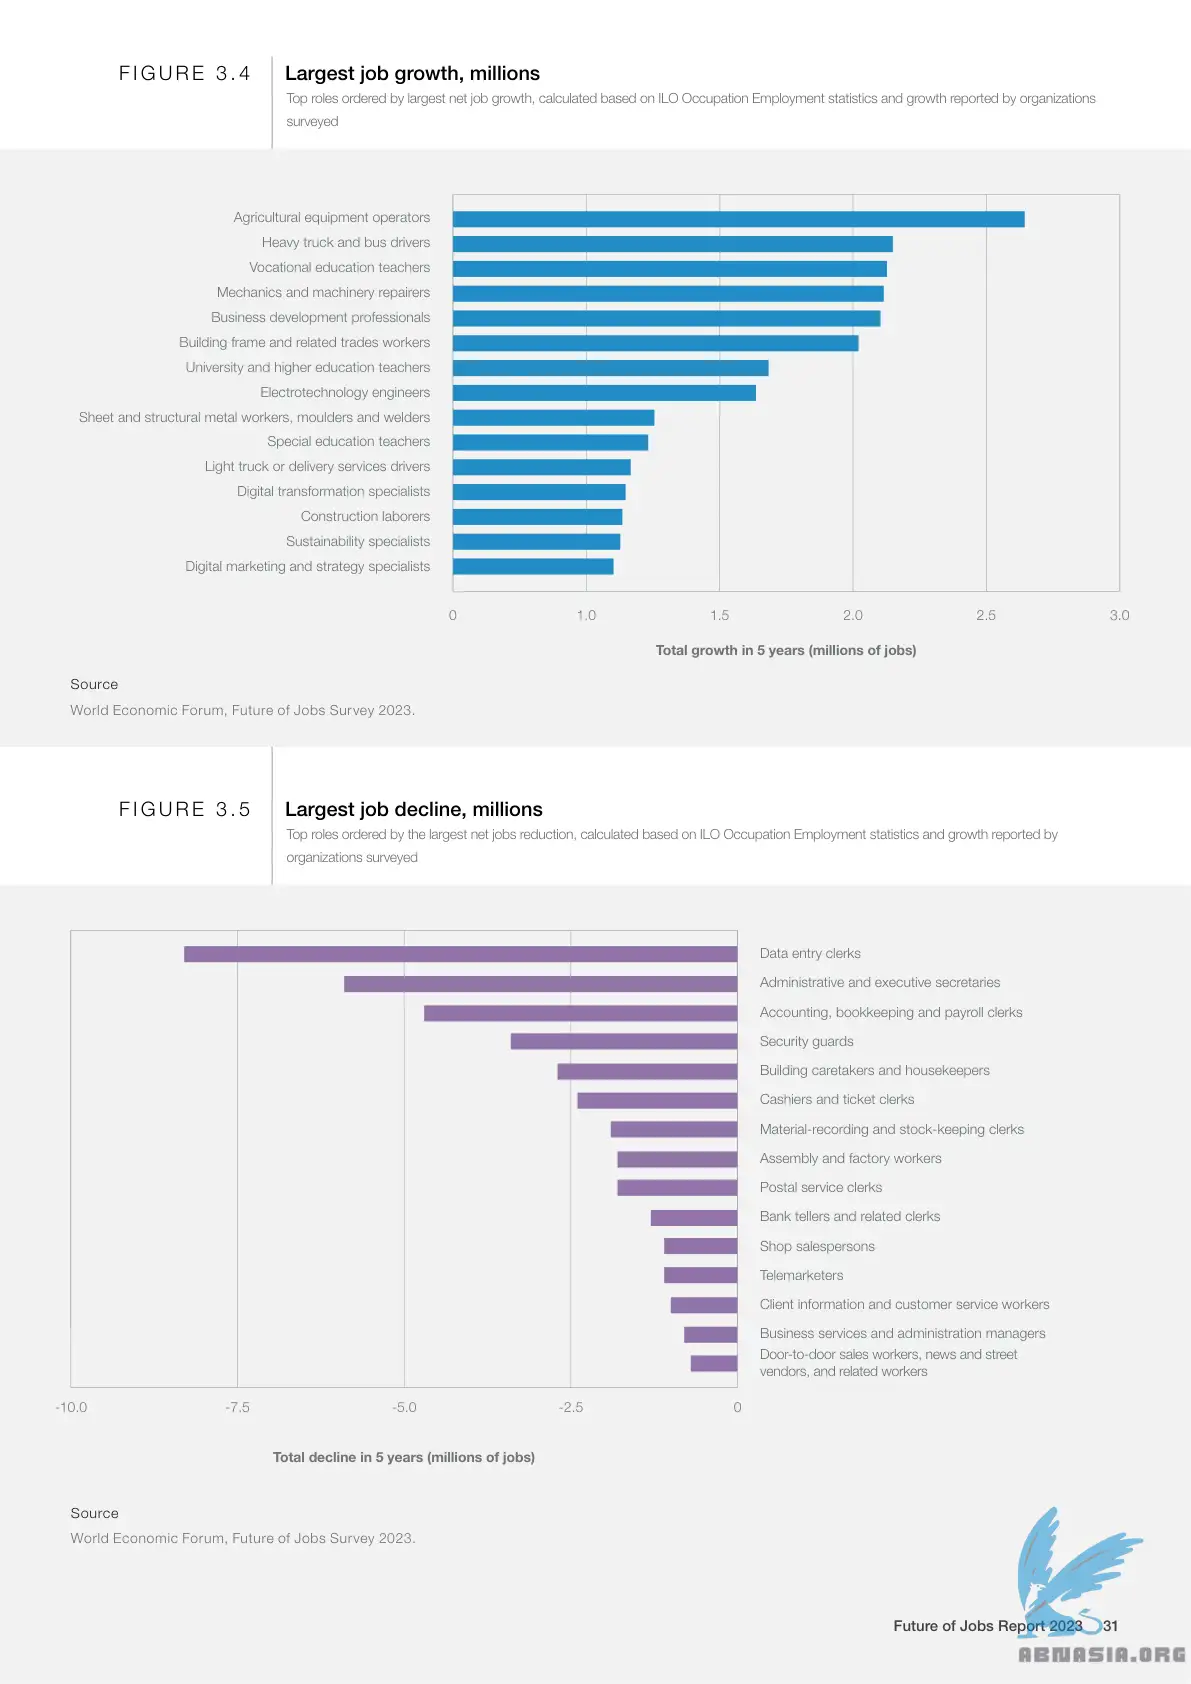 FIGURE 3.4
Largest job growth, millions
Top roles ordered by largest net job growth, calculated based on ILO Occupation Employment statistics and growth reported by organizations
surveyed
Agricultural equipment operators
Heavy truck and bus drivers
Vocational education teachers
Mechanics and machinery repairers
Business development professionals
Building frame and related trades workers
University and higher education teachers
Electrotechnology engineers
Sheet and structural metal workers, moulders and welders
Special education teachers
Light truck or delivery services drivers
Digital transformation specialists
Construction laborers
Sustainability specialists
Digital marketing and strategy specialists
0 1.0 1.5 2.0 2.5 3.0
Total growth in 5 years (millions of jobs)
Source
World Economic Forum, Future of Jobs Survey 2023.
FIGURE 3.5
Largest job decline, millions
Top roles ordered by the largest net jobs reduction, calculated based on ILO Occupation Employment statistics and growth reported by
organizations surveyed
Data entry clerks
Administrative and executive secretaries
Accounting, bookkeeping and payroll clerks
Security guards
Building caretakers and housekeepers
Cashiers and ticket clerks
Material-recording and stock-keeping clerks
Assembly and factory workers
Postal service clerks
Bank tellers and related clerks
Shop salespersons
Telemarketers
Client information and customer service workers
Business services and administration managers
Door-to-door sales workers, news and street
vendors, and related workers
-10.0 -7.5 -5.0 -2.5 0
Total decline in 5 years (millions of jobs)
Source
World Economic Forum, Future of Jobs Survey 2023.
Future of Jobs Report 2023 31
ABNASIA.ORG